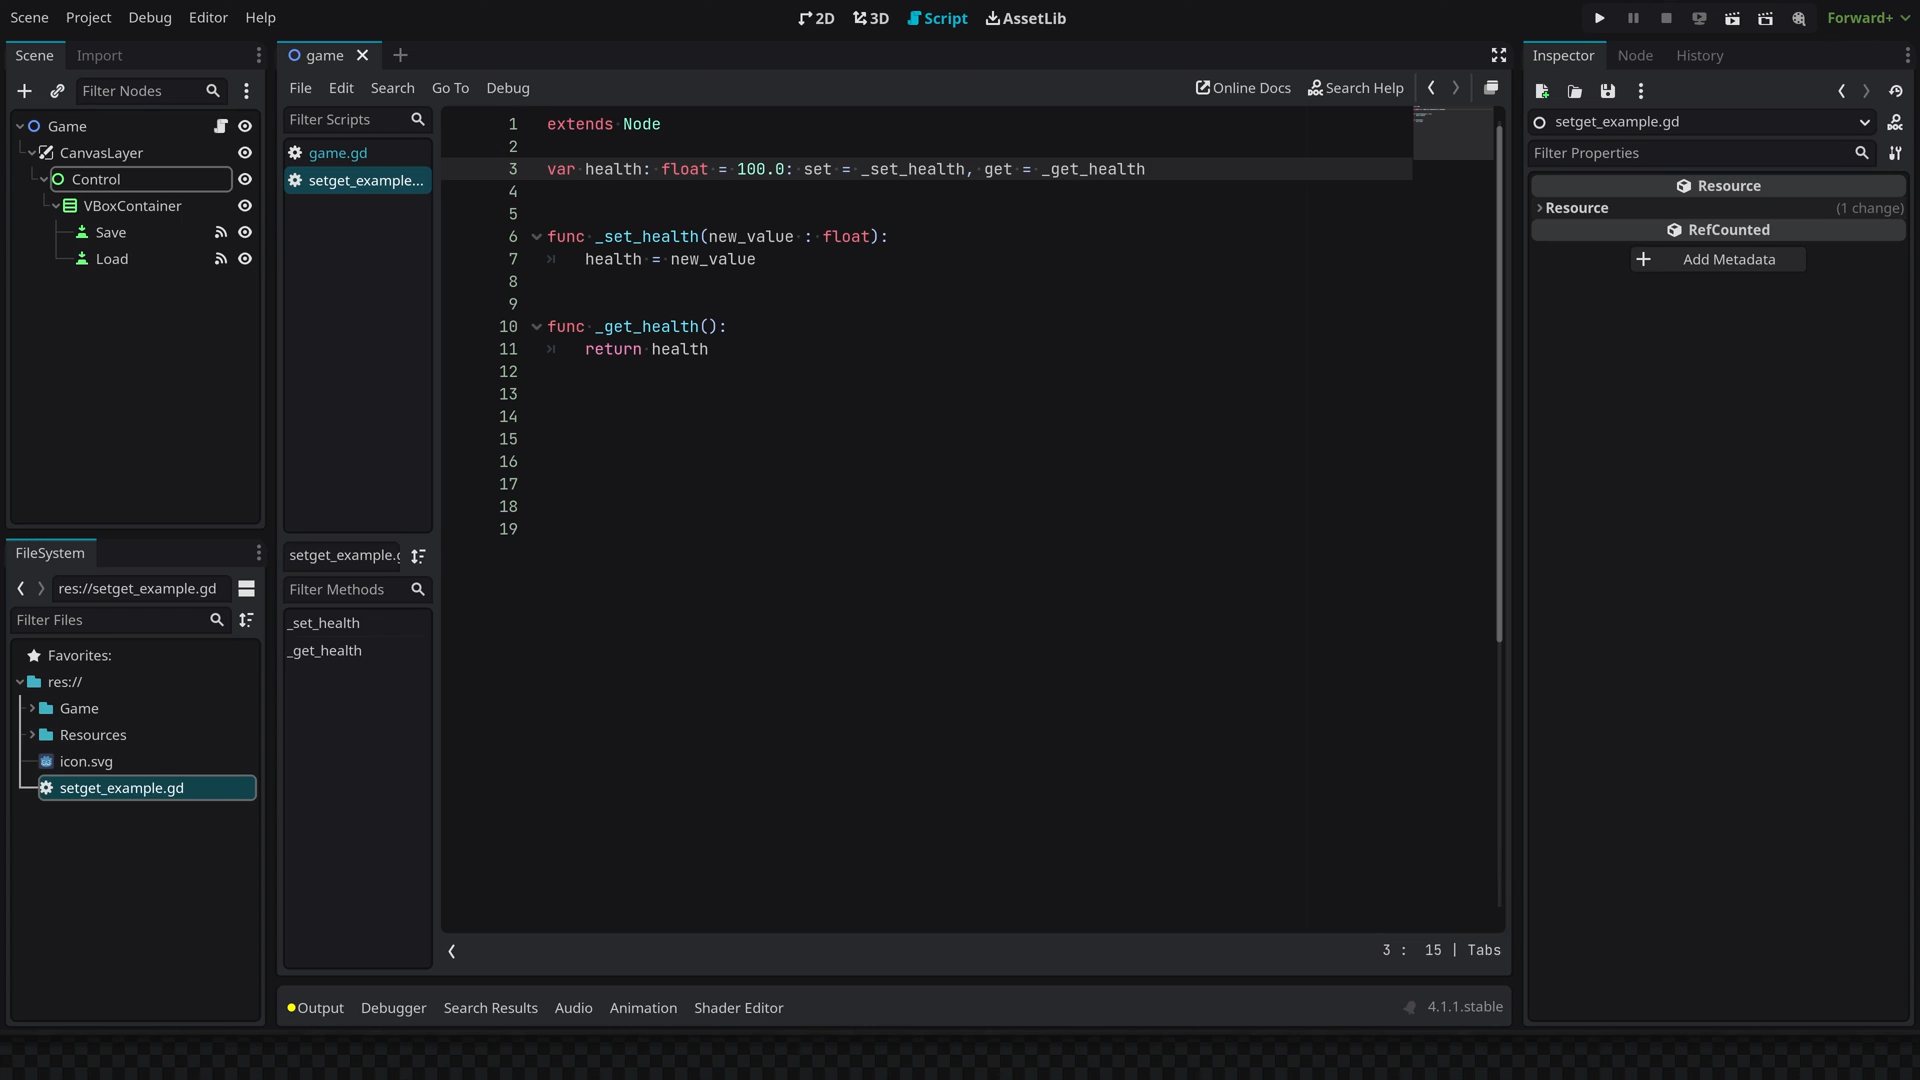 Scene Project Debug Editor Help
2D 3D Script AssetLib
Forward+
Scene Import
Filter Nodes
Game
CanvasLayer
Control
VBoxContainer
Save
Load
FileSystem
res://setget_example.gd
Filter Files
Favorites:
res://
Game
Resources
icon.svg
setget_example.gd
game
File Edit Search Go To Debug
Online Docs Search Help
Filter Scripts
game.gd
setget_example...
setget_example.g
Filter Methods
_set_health
_get_health
1 extends Node
2
3 var health: float = 100.0: set = _set_health, get = _get_health
4
5
6 func _set_health(new_value : float):
7 health = new_value
8
9
10 func _get_health():
11 return health
12
13
14
15
16
17
18
19
3 : 15 | Tabs
Output Debugger Search Results Audio Animation Shader Editor
4.1.1.stable
Inspector Node History
setget_example.gd
Filter Properties
Resource
Resource (1 change)
RefCounted
Add Metadata